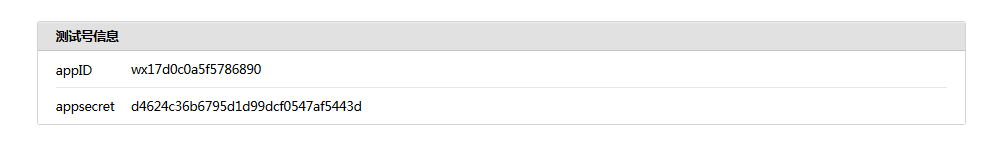 测试号信息
appID wx17d0c0a5f5786890
appsecret d4624c36b6795d1d99dcf0547af5443d